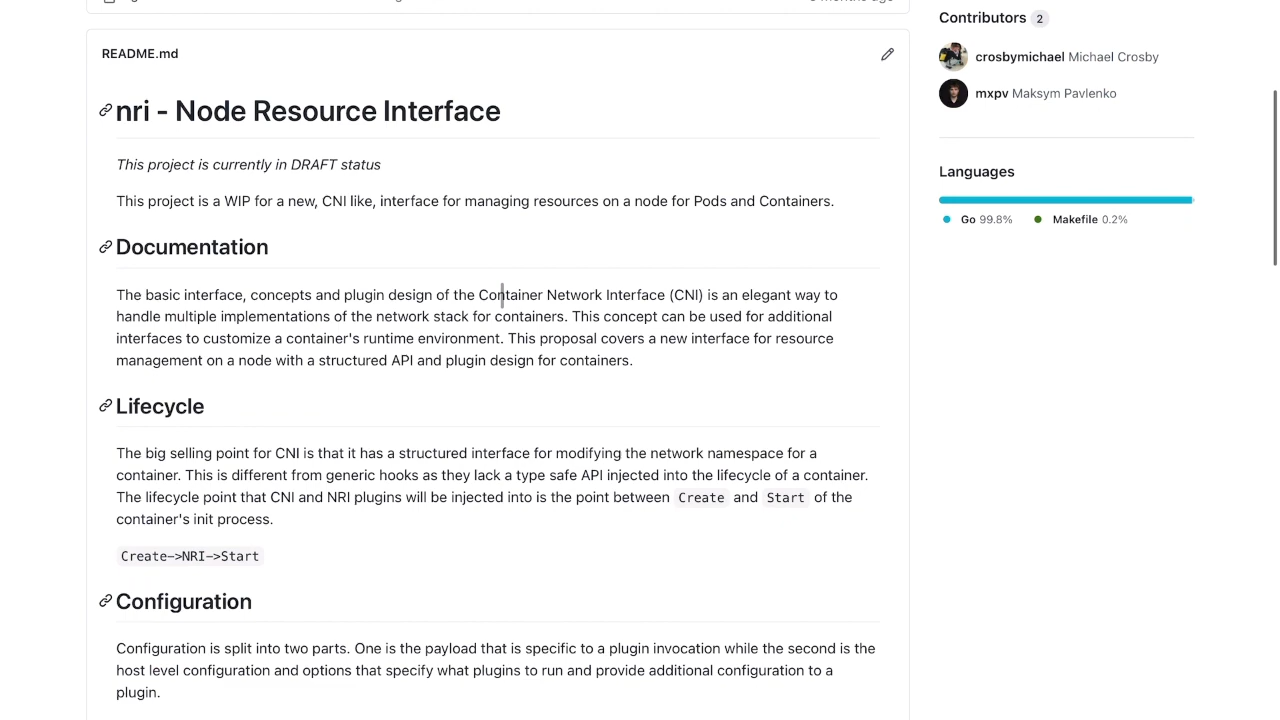 README.md
nri - Node Resource Interface
This project is currently in DRAFT status
This project is a WIP for a new, CNI like, interface for managing resources on a node for Pods and Containers.
Documentation
The basic interface, concepts and plugin design of the Container Network Interface (CNI) is an elegant way to
handle multiple implementations of the network stack for containers. This concept can be used for additional
interfaces to customize a container's runtime environment. This proposal covers a new interface for resource
management on a node with a structured API and plugin design for containers.
Lifecycle
The big selling point for CNI is that it has a structured interface for modifying the network namespace for a
container. This is different from generic hooks as they lack a type safe API injected into the lifecycle of a container.
The lifecycle point that CNI and NRI plugins will be injected into is the point between Create and Start of the
container's init process.
Create->NRI->Start
Configuration
Configuration is split into two parts. One is the payload that is specific to a plugin invocation while the second is the
host level configuration and options that specify what plugins to run and provide additional configuration to a
plugin.
Contributors 2
crosbymichael Michael Crosby
mxpv Maksym Pavlenko
Languages
Go 99.8% Makefile 0.2%